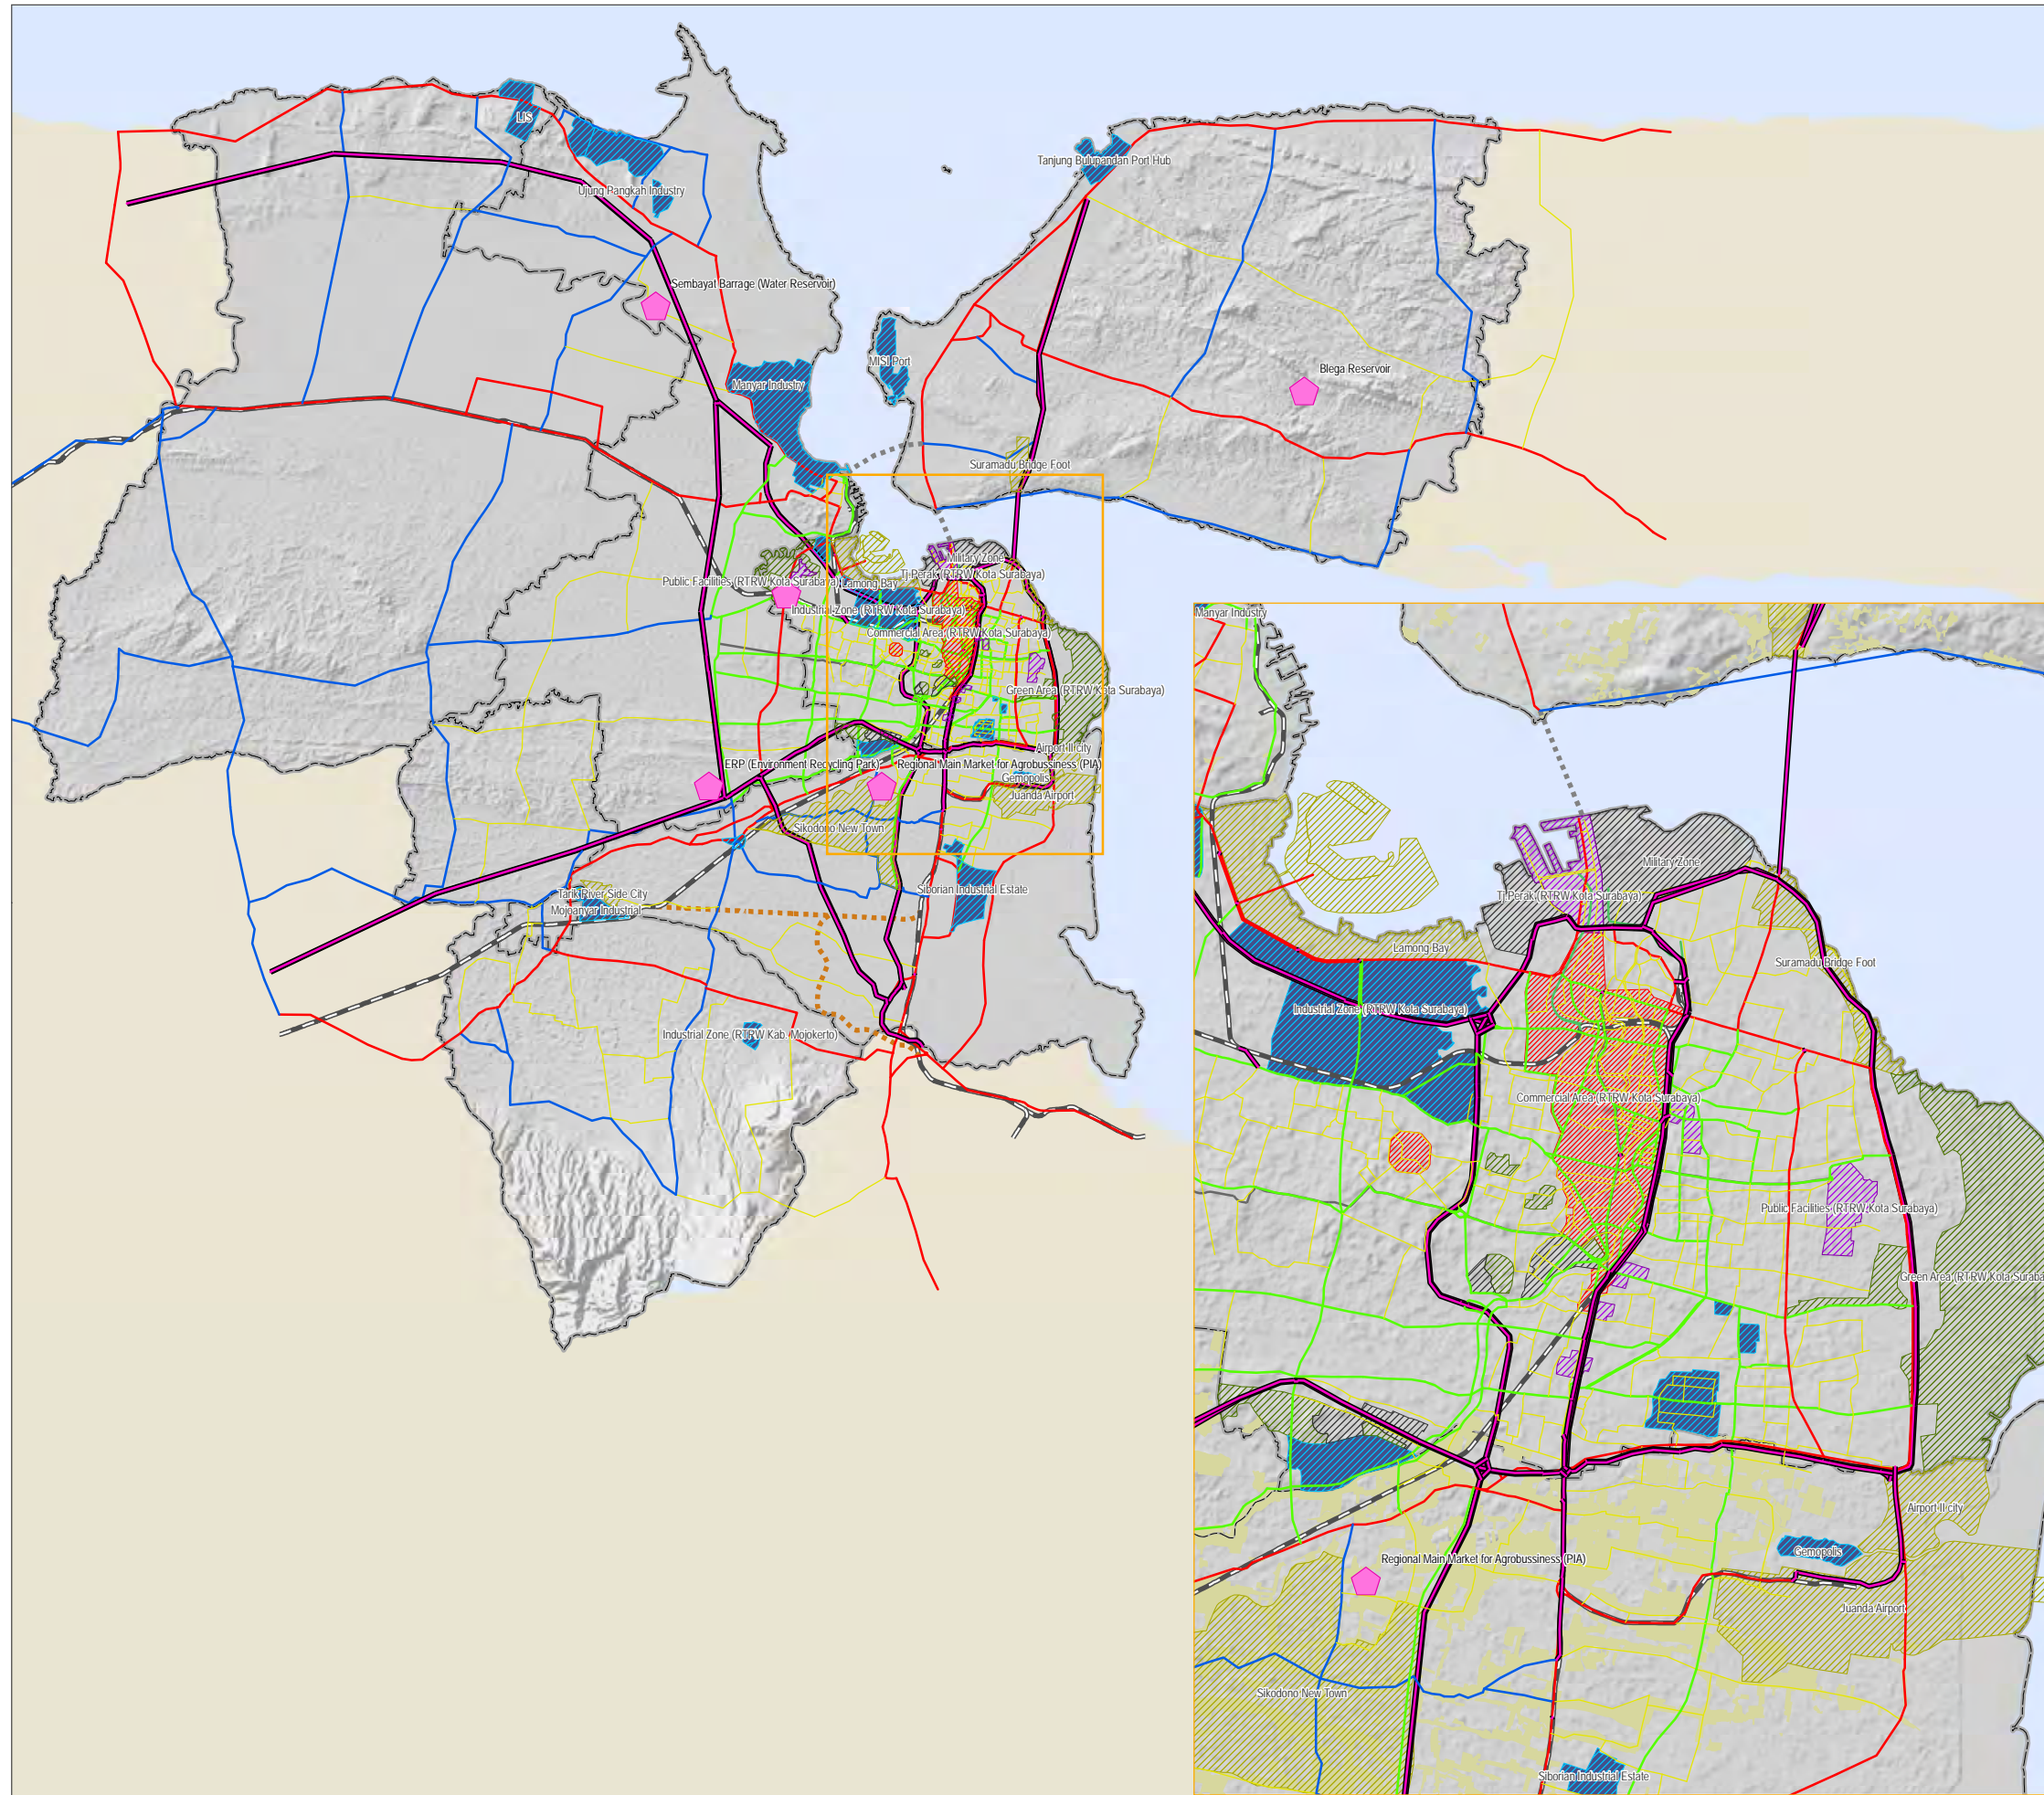 LIS
Tanjung Bulupandan Port Hub
Ujung Pangkah Industry
Sembayat Barrage (Water Reservoir)
MISI Port
Blega Reservoir
Manyar Industry
Suramadu Bridge Foot
Military Zone
Tj Perak (RTRW Kota Surabaya)
Public Facilities (RTRW Kota Surabaya)
Lamong Bay
Industrial Zone (RTRW Kota Surabaya)
Commercial Area (RTRW Kota Surabaya)
Green Area (RTRW Kota Surabaya)
Airport II city
ERP (Environment Recycling Park)
Regional Main Market for Agrobussiness (PIA)
Gemopolis
Juanda Airport
Sikodono New Town
Siborian Industrial Estate
Tarik River Side City
Mojoanyar Industrial
Industrial Zone (RTRW Kab. Mojokerto)
Manyar Industry
Military Zone
Tj Perak (RTRW Kota Surabaya)
Lamong Bay
Suramadu Bridge Foot
Industrial Zone (RTRW Kota Surabaya)
Commercial Area (RTRW Kota Surabaya)
Public Facilities (RTRW Kota Surabaya)
Green Area (RTRW Kota Suraba
Airport II city
Gemopolis
Regional Main Market for Agrobussiness (PIA)
Juanda Airport
Sikodono New Town
Siborian Industrial Estate